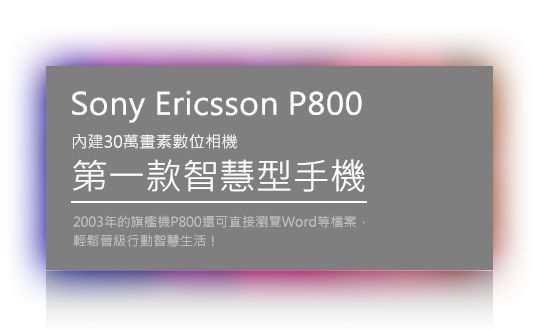 Sony Ericsson P800
內建30萬畫素數位相機
第一款智慧型手機
2003年的旗艦機P800還可直接瀏覽Word等檔案，
輕鬆晉級行動智慧生活！